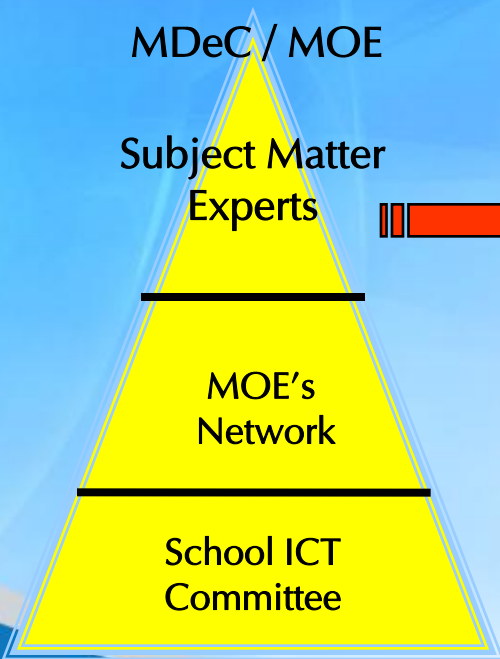 MDeC / MOE
Subject Matter
Experts
MOE’s
Network
School ICT
Committee